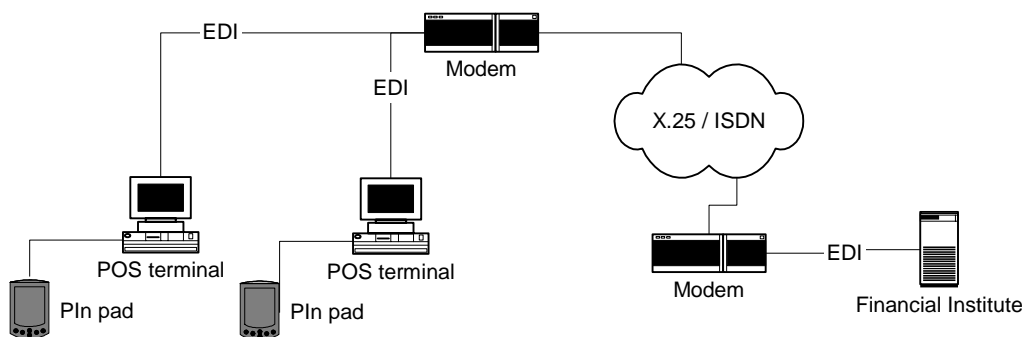 EDI
Modem
EDI
X.25 / ISDN
POS terminal
POS terminal
PIn pad
PIn pad
Modem
EDI
Financial Institute